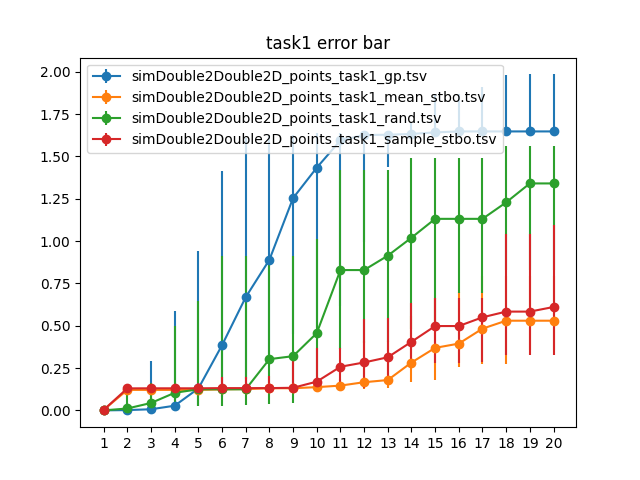 task1 error bar
simDouble2Double2D_points_task1_gp.tsv
simDouble2Double2D_points_task1_mean_stbo.tsv
simDouble2Double2D_points_task1_rand.tsv
simDouble2Double2D_points_task1_sample_stbo.tsv
2.00
1.75
1.50
1.25
1.00
0.75
0.50
0.25
0.00
1 2 3 4 5 6 7 8 9 10 11 12 13 14 15 16 17 18 19 20